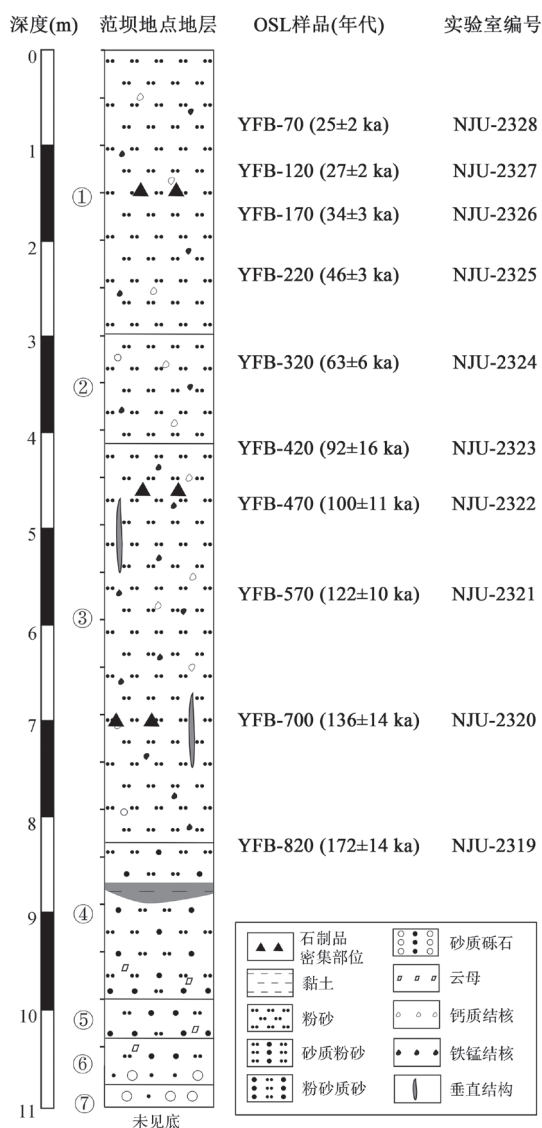 深度(m) 范坝地点地层 OSL样品(年代) 实验室编号
0
YFB-70 (25±2 ka) NJU-2328
1
YFB-120 (27±2 ka) NJU-2327
①
YFB-170 (34±3 ka) NJU-2326
2
YFB-220 (46±3 ka) NJU-2325
3
YFB-320 (63±6 ka) NJU-2324
②
4
YFB-420 (92±16 ka) NJU-2323
YFB-470 (100±11 ka) NJU-2322
5
YFB-570 (122±10 ka) NJU-2321
③
6
7
YFB-700 (136±14 ka) NJU-2320
8
YFB-820 (172±14 ka) NJU-2319
9
④
10
⑤
⑥
⑦
11
未见底
石制品
密集部位
黏土
粉砂
砂质粉砂
粉砂质砂
砂质砾石
云母
钙质结核
铁锰结核
垂直结构